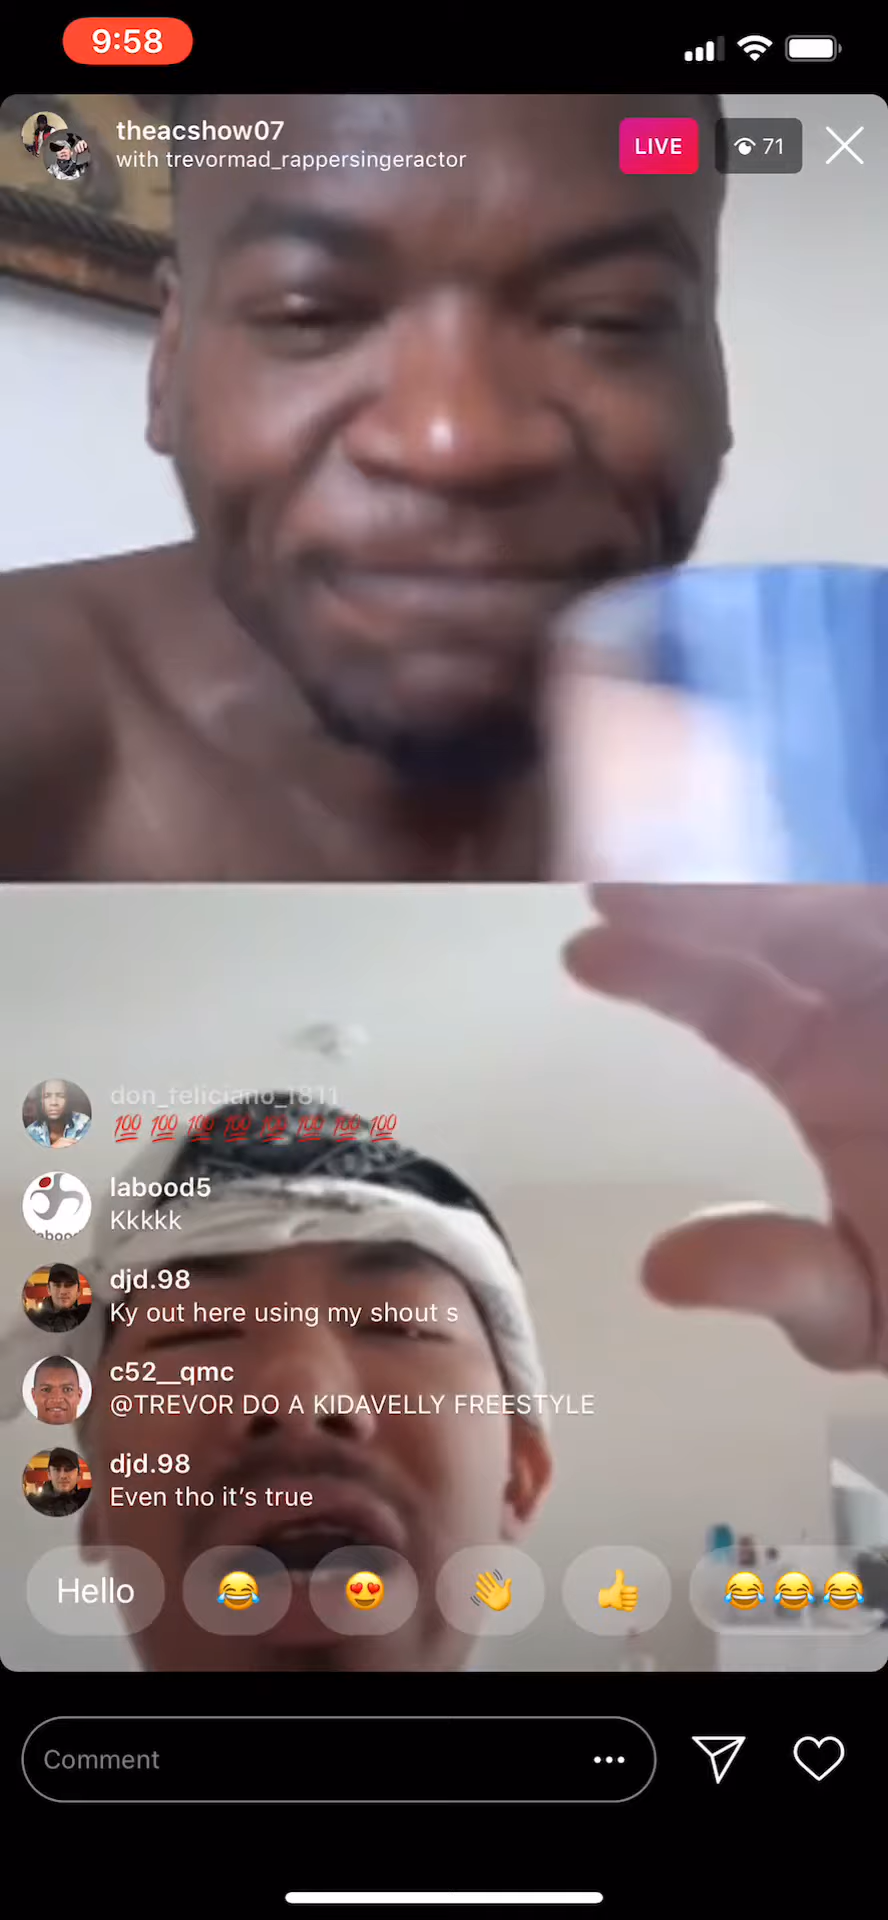 9:58
theacshow07
with trevormad_rappersingeractor
LIVE
71
don_feliciano_1811
💯 💯 💯 💯 💯 💯 💯 💯
labood5
Kkkkk
djd.98
Ky out here using my shout s
c52__qmc
@TREVOR DO A KIDAVELLY FREESTYLE
djd.98
Even tho it’s true
Hello 😂 😍 👋 👍 😂😂😂
Comment